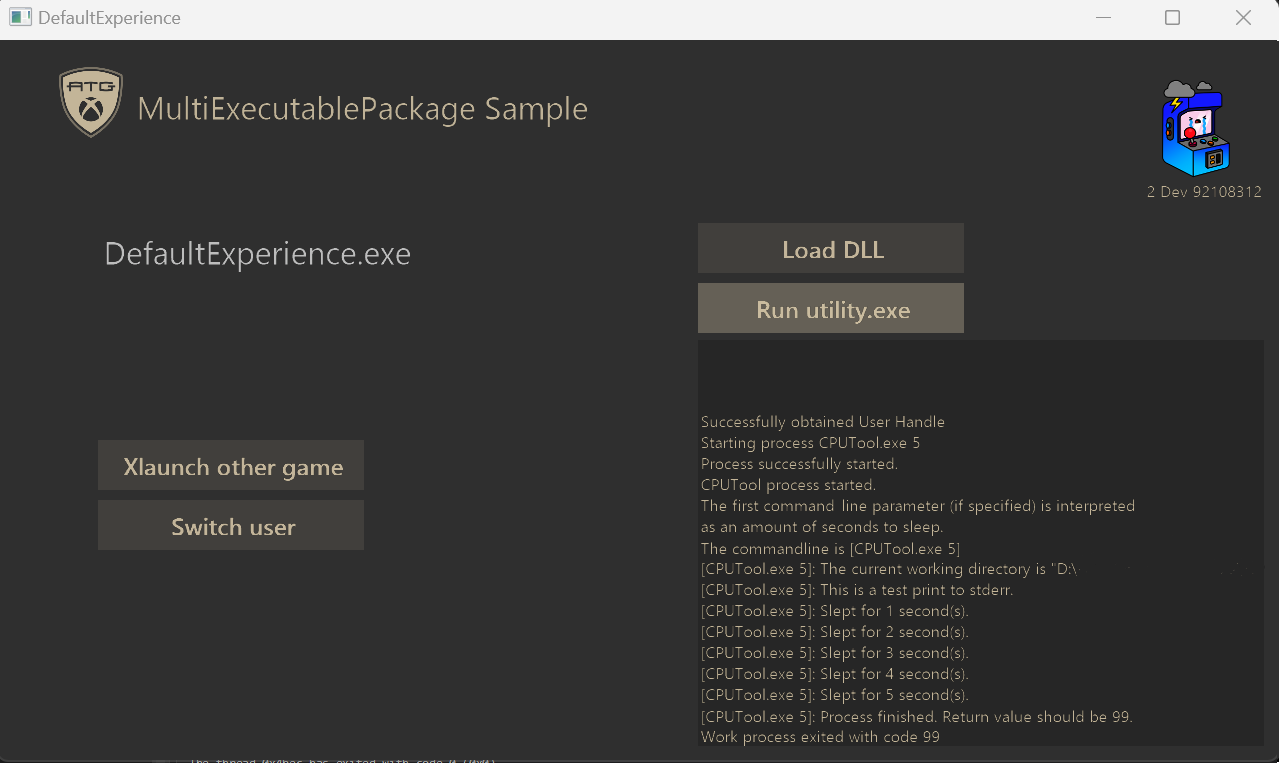 DefaultExperience
ATG
MultiExecutablePackage Sample
2 Dev 92108312
DefaultExperience.exe
Load DLL
Run utility.exe
Xlaunch other game
Switch user
Successfully obtained User Handle
Starting process CPUTool.exe 5
Process successfully started.
CPUTool process started.
The first command line parameter (if specified) is interpreted
as an amount of seconds to sleep.
The commandline is [CPUTool.exe 5]
[CPUTool.exe 5]: The current working directory is "D:\
[CPUTool.exe 5]: This is a test print to stderr.
[CPUTool.exe 5]: Slept for 1 second(s).
[CPUTool.exe 5]: Slept for 2 second(s).
[CPUTool.exe 5]: Slept for 3 second(s).
[CPUTool.exe 5]: Slept for 4 second(s).
[CPUTool.exe 5]: Slept for 5 second(s).
[CPUTool.exe 5]: Process finished. Return value should be 99.
Work process exited with code 99